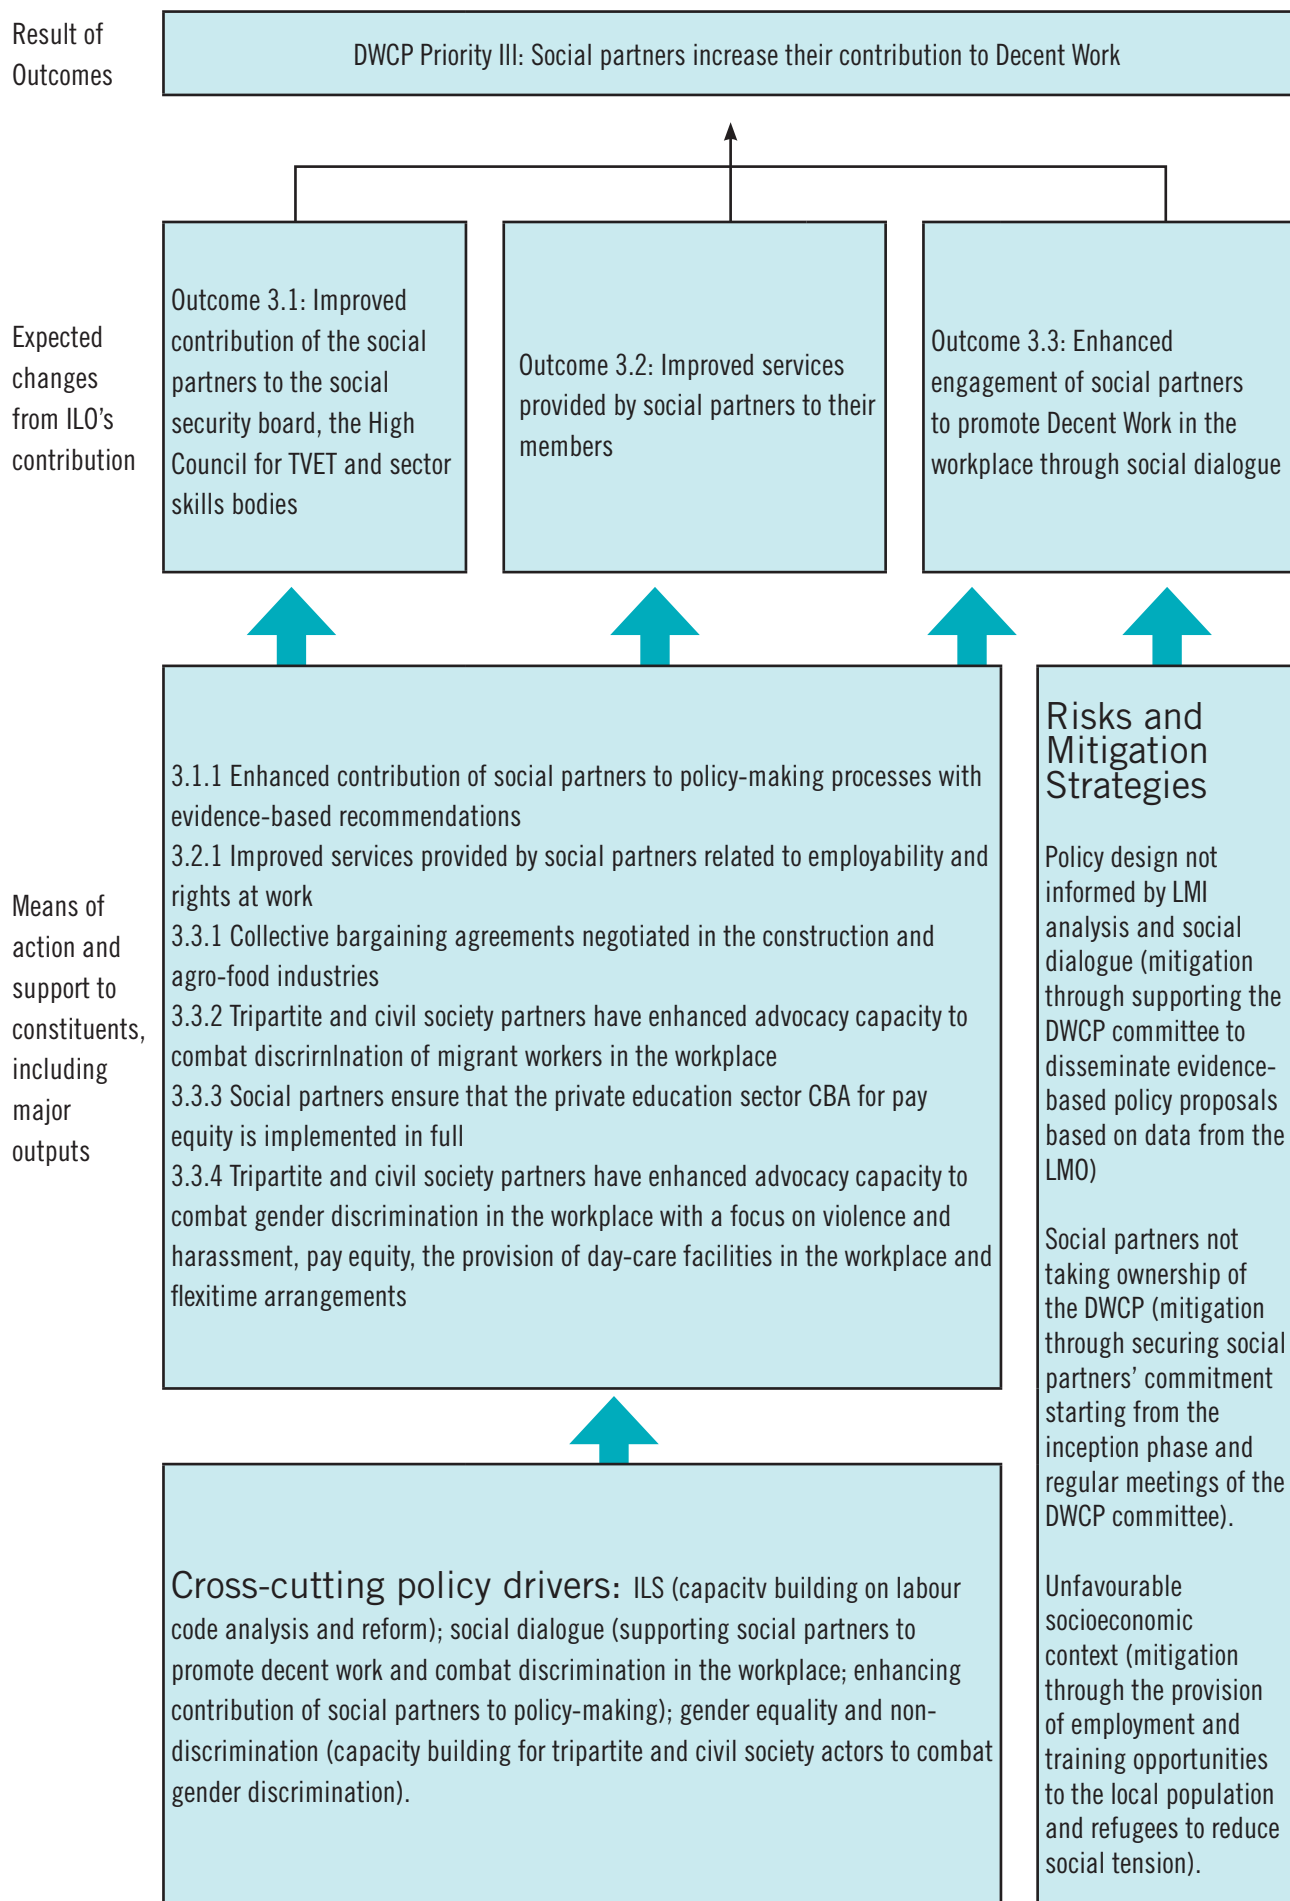 Result of
Outcomes
DWCP Priority III: Social partners increase their contribution to Decent Work
Expected
changes
from ILO's
contribution
Outcome 3.1: Improved
contribution of the social
partners to the social
security board, the High
Council for TVET and sector
skills bodies
Outcome 3.2: Improved services
provided by social partners to their
members
Outcome 3.3: Enhanced
engagement of social partners
to promote Decent Work in the
workplace through social dialogue
Means of
action and
support to
constituents,
including
major
outputs
3.1.1 Enhanced contribution of social partners to policy-making processes with
evidence-based recommendations
3.2.1 Improved services provided by social partners related to employability and
rights at work
3.3.1 Collective bargaining agreements negotiated in the construction and
agro-food industries
3.3.2 Tripartite and civil society partners have enhanced advocacy capacity to
combat discrirnlnation of migrant workers in the workplace
3.3.3 Social partners ensure that the private education sector CBA for pay
equity is implemented in full
3.3.4 Tripartite and civil society partners have enhanced advocacy capacity to
combat gender discrimination in the workplace with a focus on violence and
harassment, pay equity, the provision of day-care facilities in the workplace and
flexitime arrangements
Risks and
Mitigation
Strategies
Policy design not
informed by LMI
analysis and social
dialogue (mitigation
through supporting the
DWCP committee to
disseminate evidence-
based policy proposals
based on data from the
LMO)
Social partners not
taking ownership of
the DWCP (mitigation
through securing social
partners' commitment
starting from the
inception phase and
regular meetings of the
DWCP committee).
Unfavourable
socioeconomic
context (mitigation
through the provision
of employment and
training opportunities
to the local population
and refugees to reduce
social tension).
Cross-cutting policy drivers: ILS (capacitv building on labour
code analysis and reform); social dialogue (supporting social partners to
promote decent work and combat discrimination in the workplace; enhancing
contribution of social partners to policy-making); gender equality and non-
discrimination (capacity building for tripartite and civil society actors to combat
gender discrimination).